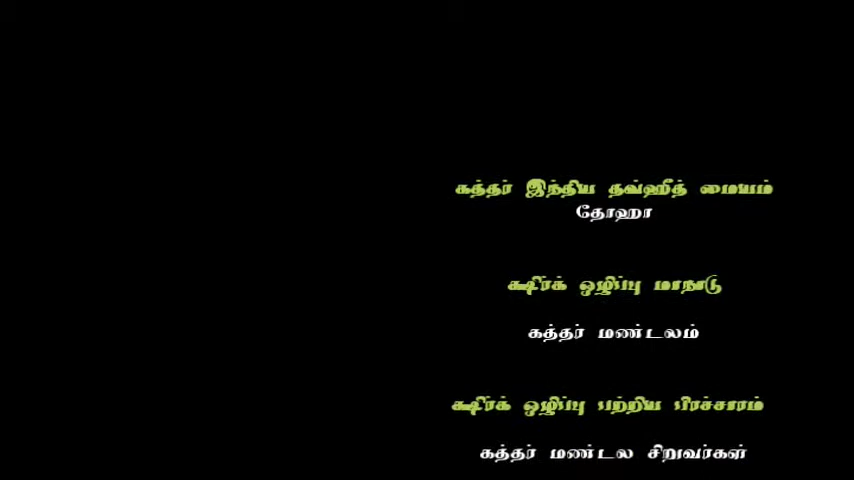 கத்தர் இந்திய தவ்ஹீத் மையம்
தோஹா
ஷிர்க் ஒழிப்பு மாநாடு
கத்தர் மண்டலம்
ஷிர்க் ஒழிப்பு பற்றிய பிரச்சாரம்
கத்தர் மண்டல சிறுவர்கள்